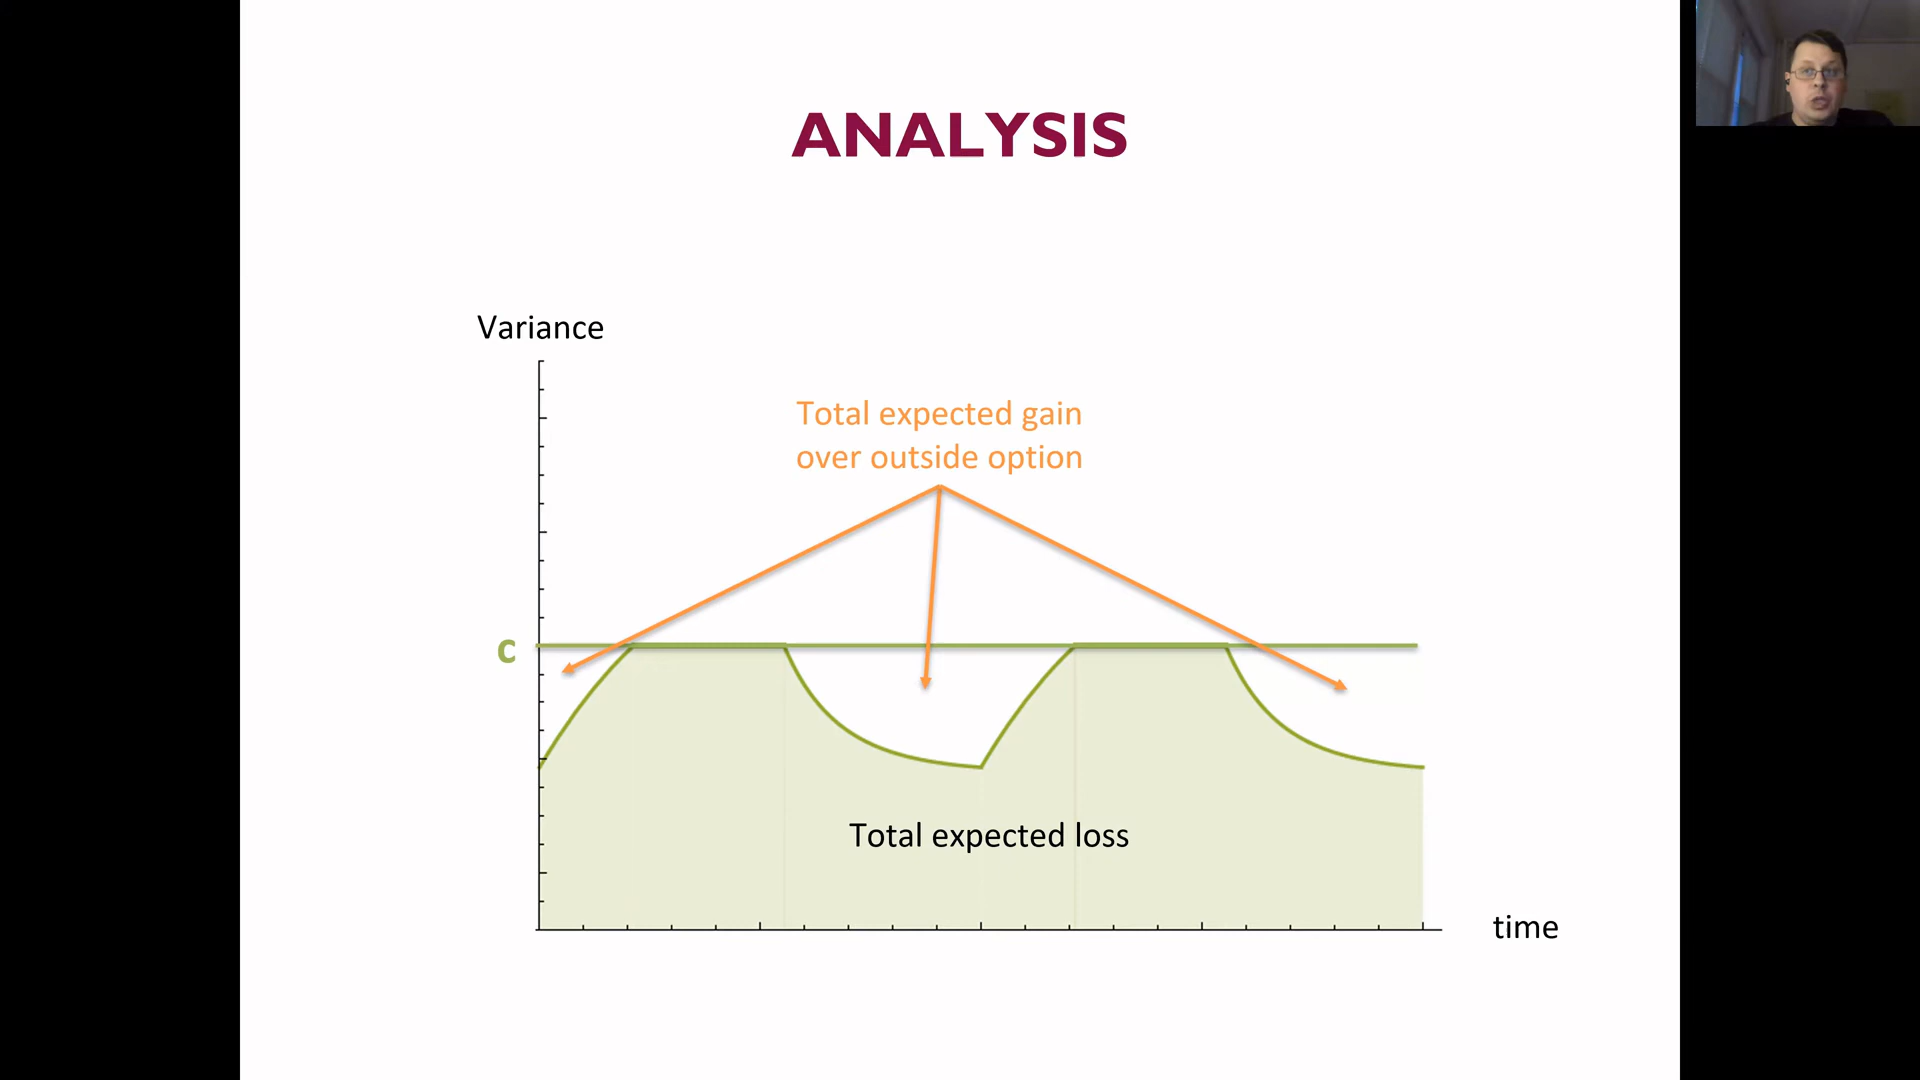 ANALYSIS
Variance
Total expected gain
over outside option
c
Total expected loss
time